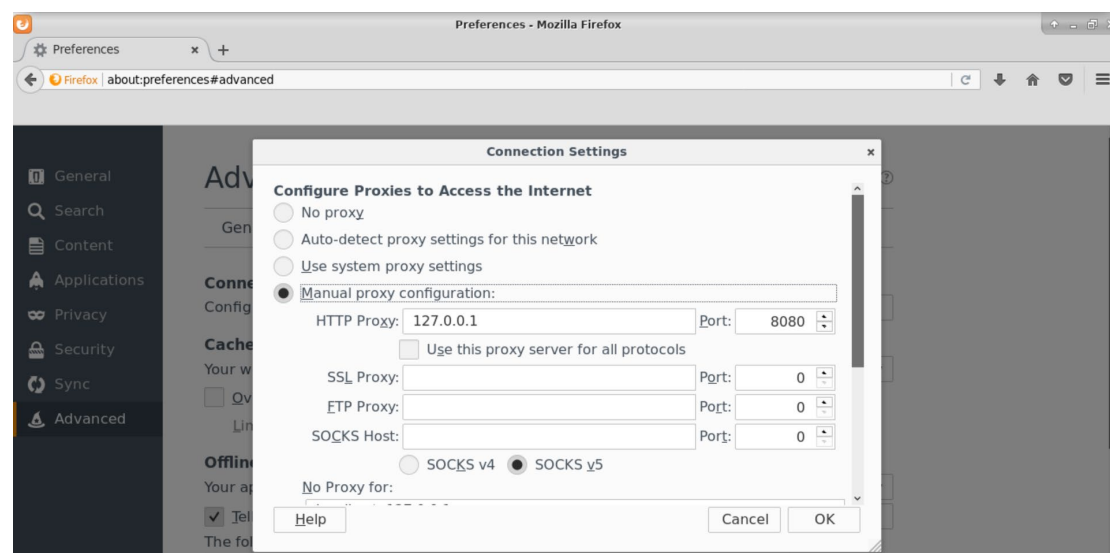 Preferences - Mozilla Firefox
Preferences × +
Firefox about:preferences#advanced
Connection Settings ×
General
Search
Content
Applications
Privacy
Security
Sync
Advanced
Adv
Gen
Conne
Config
Cache
Your w
Ov
Lin
Offlin
Your ap
Tel
The fol
Configure Proxies to Access the Internet
No proxy
Auto-detect proxy settings for this network
Use system proxy settings
Manual proxy configuration:
HTTP Proxy: 127.0.0.1 Port: 8080
Use this proxy server for all protocols
SSL Proxy: Port: 0
FTP Proxy: Port: 0
SOCKS Host: Port: 0
SOCKS v4 SOCKS v5
No Proxy for:
Help Cancel OK